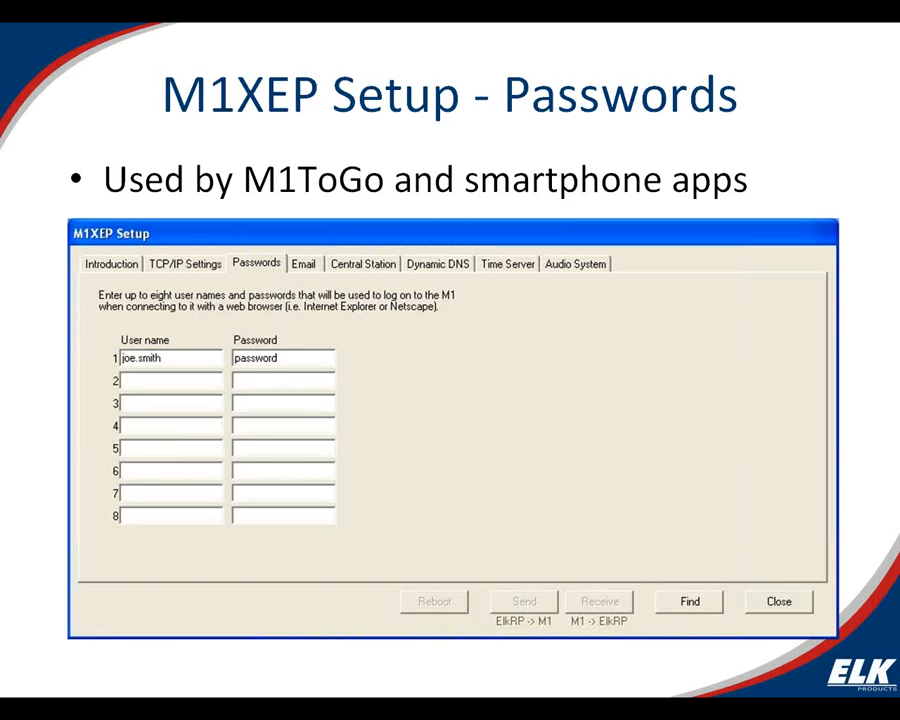 M1XEP Setup - Passwords
• Used by M1ToGo and smartphone apps
M1XEP Setup
Introduction TCP/IP Settings Passwords Email Central Station Dynamic DNS Time Server Audio System
Enter up to eight user names and passwords that will be used to log on to the M1
when connecting to it with a web browser (i.e. Internet Explorer or Netscape).
User name Password
1 joe.smith password
2
3
4
5
6
7
8
Reboot Send Receive Find Close
ElkRP -> M1 M1 -> ElkRP
ELK
PRODUCTS